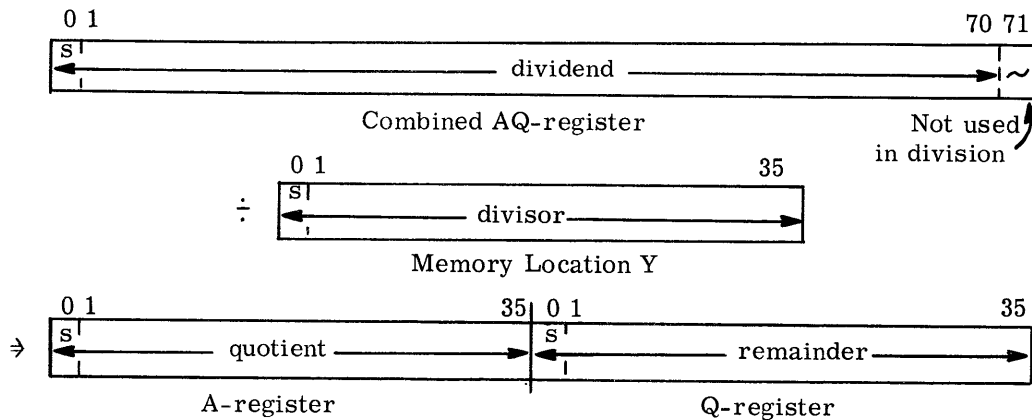 0 1 70 71
s dividend ~
Combined AQ-register Not used
in division
0 1 35
s
÷ divisor
Memory Location Y
0 1 35 0 1 35
s s
⇒ quotient remainder
A-register Q-register